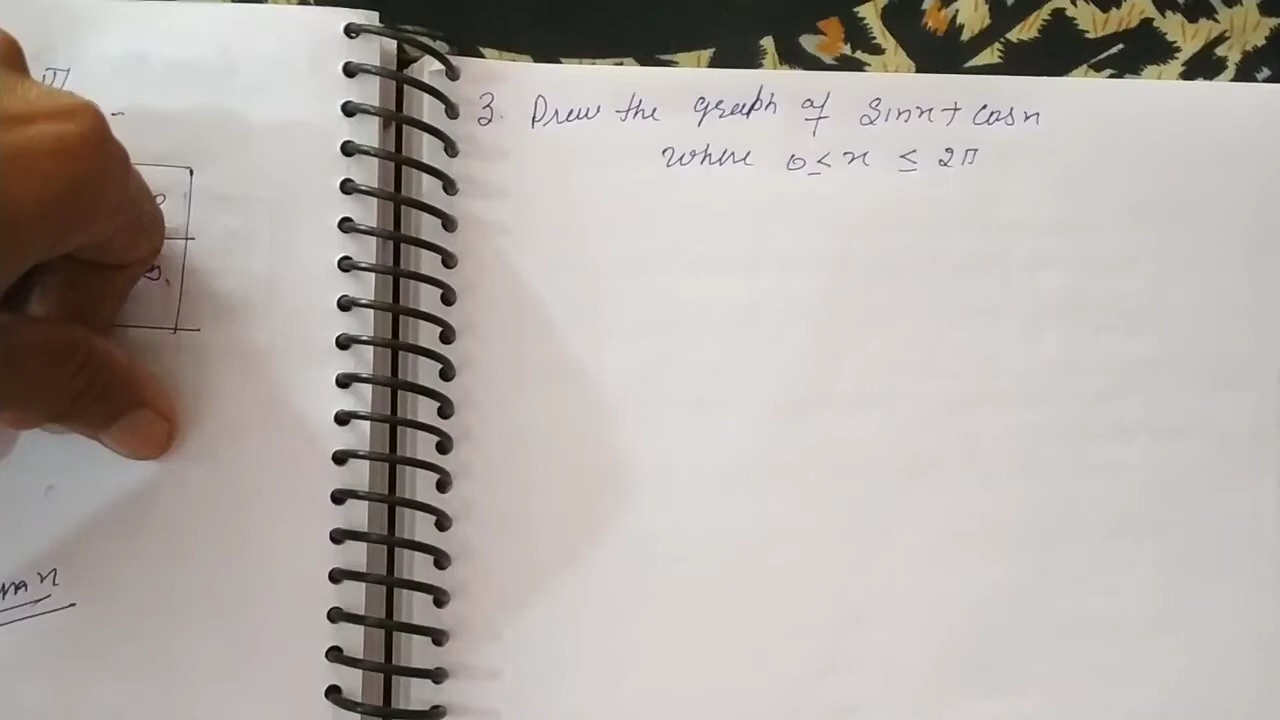 π
3. Draw the graph of Sinx + cosx
where 0 ≤ x ≤ 2π